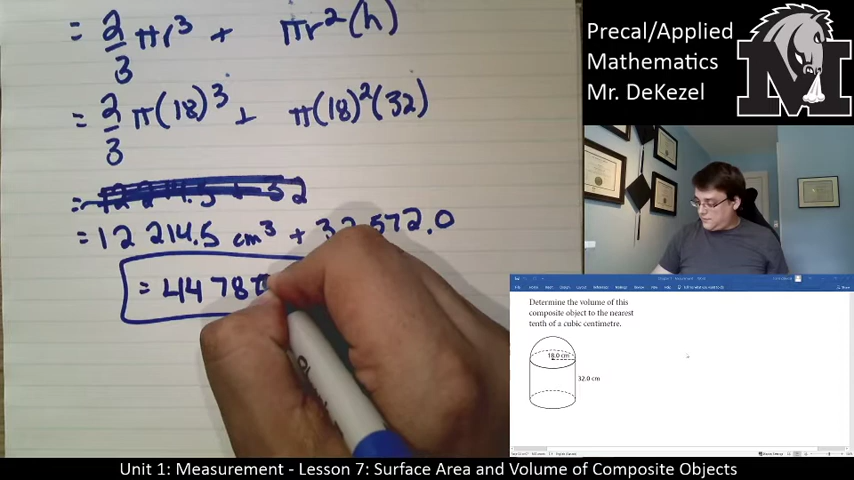 = 2/3 πr³ + πr²(h)
= 2/3 π(18)³ + π(18)²(32)
= 12 214.5 cm³ + 32 572.0
= 44 78
Precal/Applied
Mathematics
Mr. DeKezel
M
Determine the volume of this
composite object to the nearest
tenth of a cubic centimetre.
18.0 cm
32.0 cm
Unit 1: Measurement - Lesson 7: Surface Area and Volume of Composite Objects